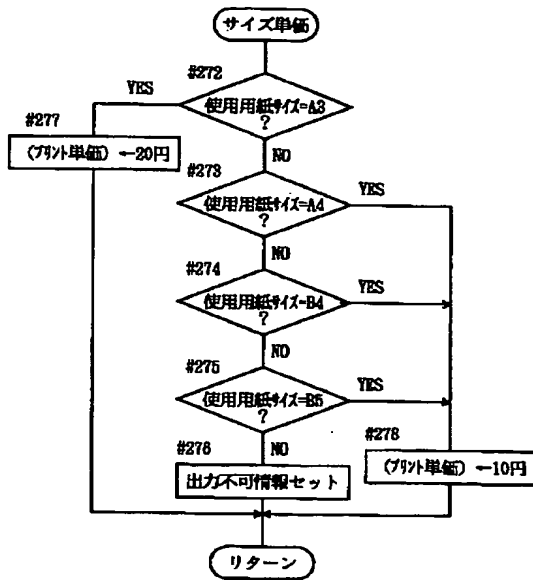 サイズ単価
#272
YES
使用用紙サイズ=A3
?
#277
(プリント単価) ←20円
NO
#273
YES
使用用紙サイズ=A4
?
NO
#274
YES
使用用紙サイズ=B4
?
NO
#275
YES
使用用紙サイズ=B5
?
#276
NO
#278
出力不可情報セット
(プリント単価) ←10円
リターン